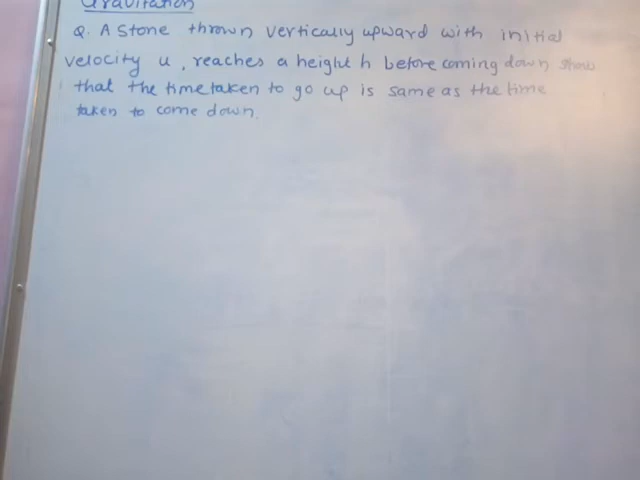 Gravitation
Q. A stone thrown vertically upward with initial
velocity u, reaches a height h before coming down show
that the time taken to go up is same as the time
taken to come down.